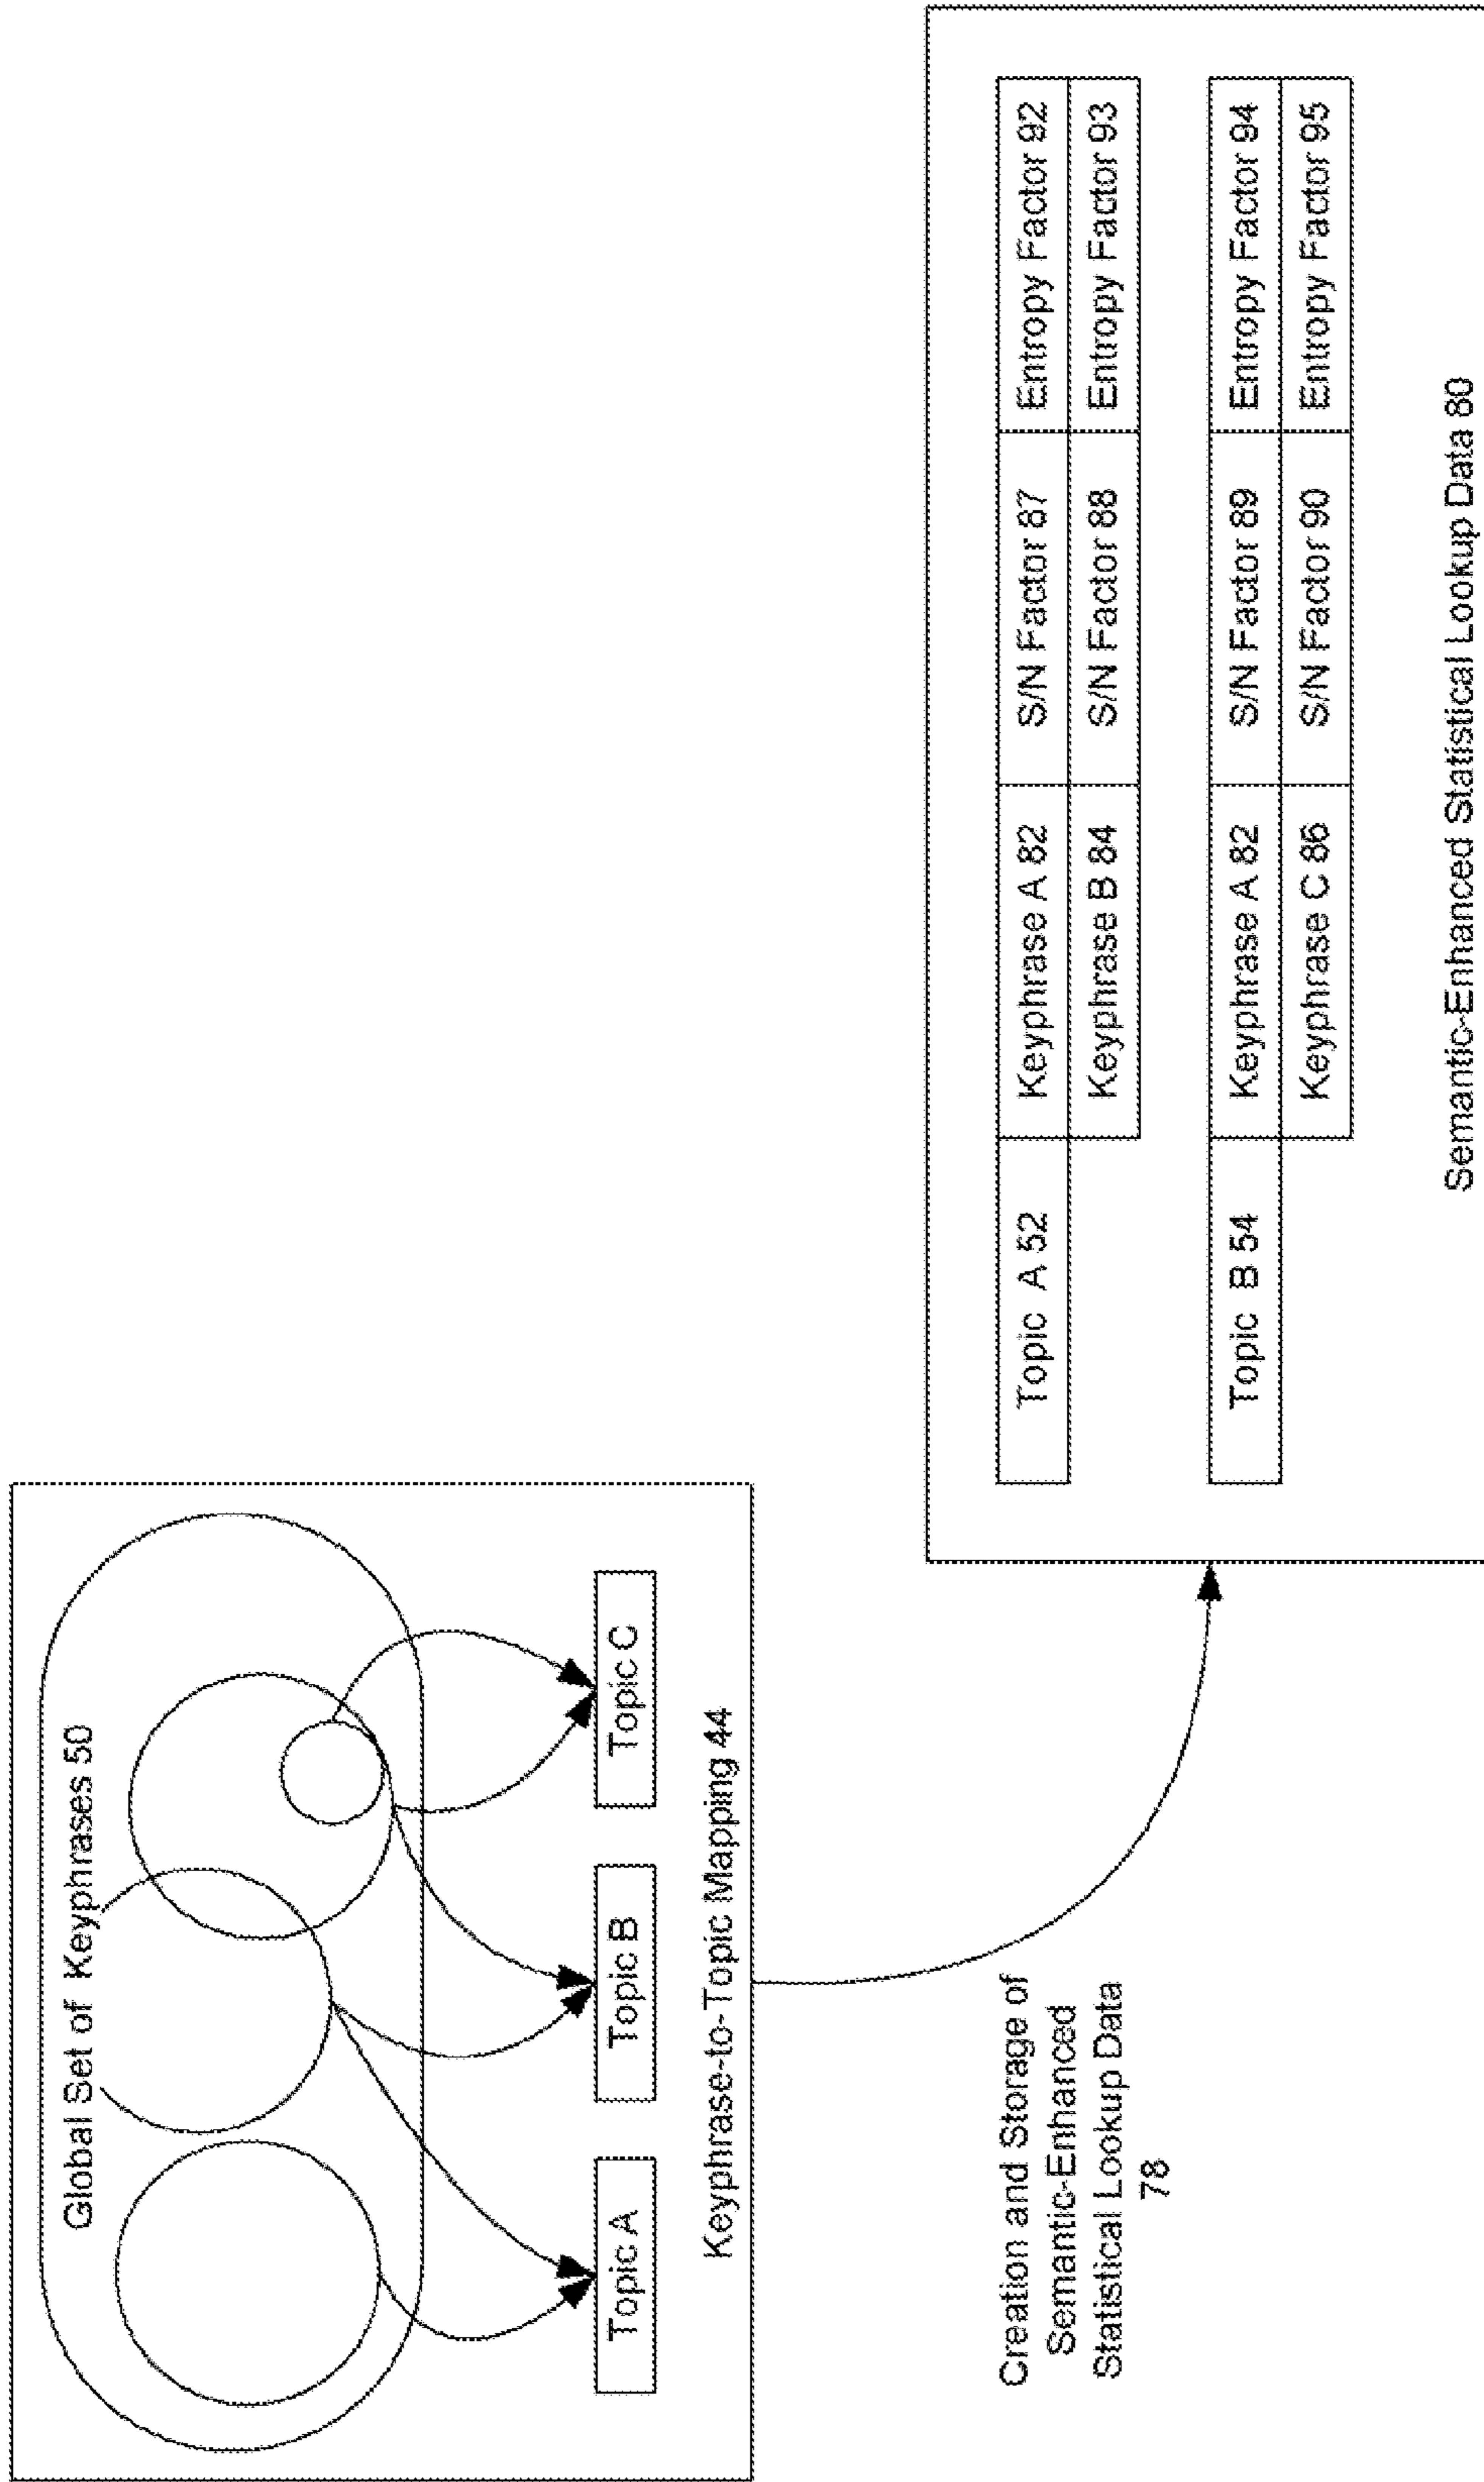 Global Set of Keyphrases 50
Topic A
Topic B
Topic C
Keyphrase-to-Topic Mapping 44
Creation and Storage of
Semantic-Enhanced
Statistical Lookup Data
78
Topic A 52
Keyphrase A 82
S/N Factor 87
Entropy Factor 92
Keyphrase B 84
S/N Factor 88
Entropy Factor 93
Topic B 54
Keyphrase A 82
S/N Factor 89
Entropy Factor 94
Keyphrase C 86
S/N Factor 90
Entropy Factor 95
Semantic-Enhanced Statistical Lookup Data 80